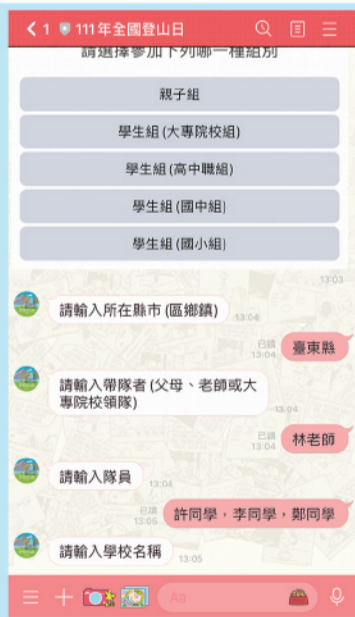 1 111年全國登山日
請選擇參加下列哪一種組別
親子組
學生組(大專院校組)
學生組(高中職組)
學生組(國中組)
學生組(國小組)
13:03
請輸入所在縣市(區鄉鎮)
13:04
已讀
13:04
臺東縣
請輸入帶隊者(父母、老師或大
專院校領隊)
13:04
已讀
13:04
林老師
請輸入隊員
13:04
已讀
13:05
許同學，李同學，鄭同學
請輸入學校名稱
13:05
Aa